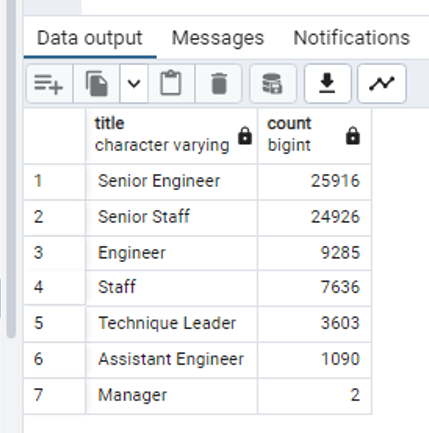 Data output Messages Notifications
title count
character varying bigint
1 Senior Engineer 25916
2 Senior Staff 24926
3 Engineer 9285
4 Staff 7636
5 Technique Leader 3603
6 Assistant Engineer 1090
7 Manager 2